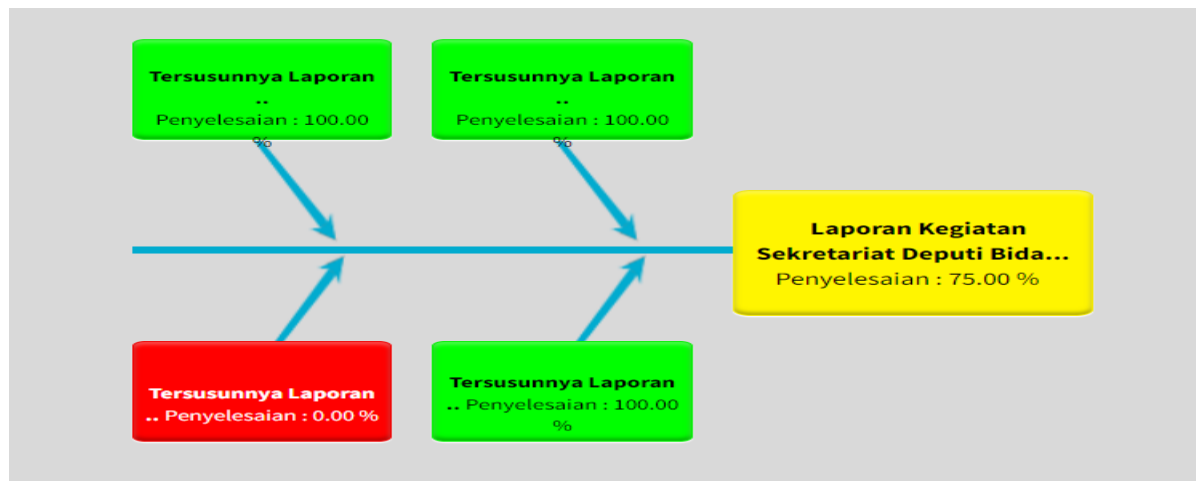 Tersusunnya Laporan
..
Penyelesaian : 100.00
%
Tersusunnya Laporan
..
Penyelesaian : 100.00
%
Laporan Kegiatan
Sekretariat Deputi Bida...
Penyelesaian : 75.00 %
Tersusunnya Laporan
.. Penyelesaian : 0.00 %
Tersusunnya Laporan
.. Penyelesaian : 100.00
%